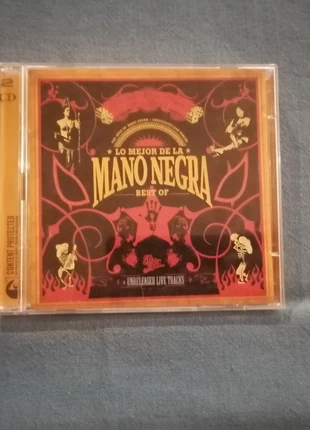 2
CD
LO MEJOR DE LA
MANO NEGRA
BEST OF
UNRELEASED LIVE TRACKS
CONTENT PROTECTED